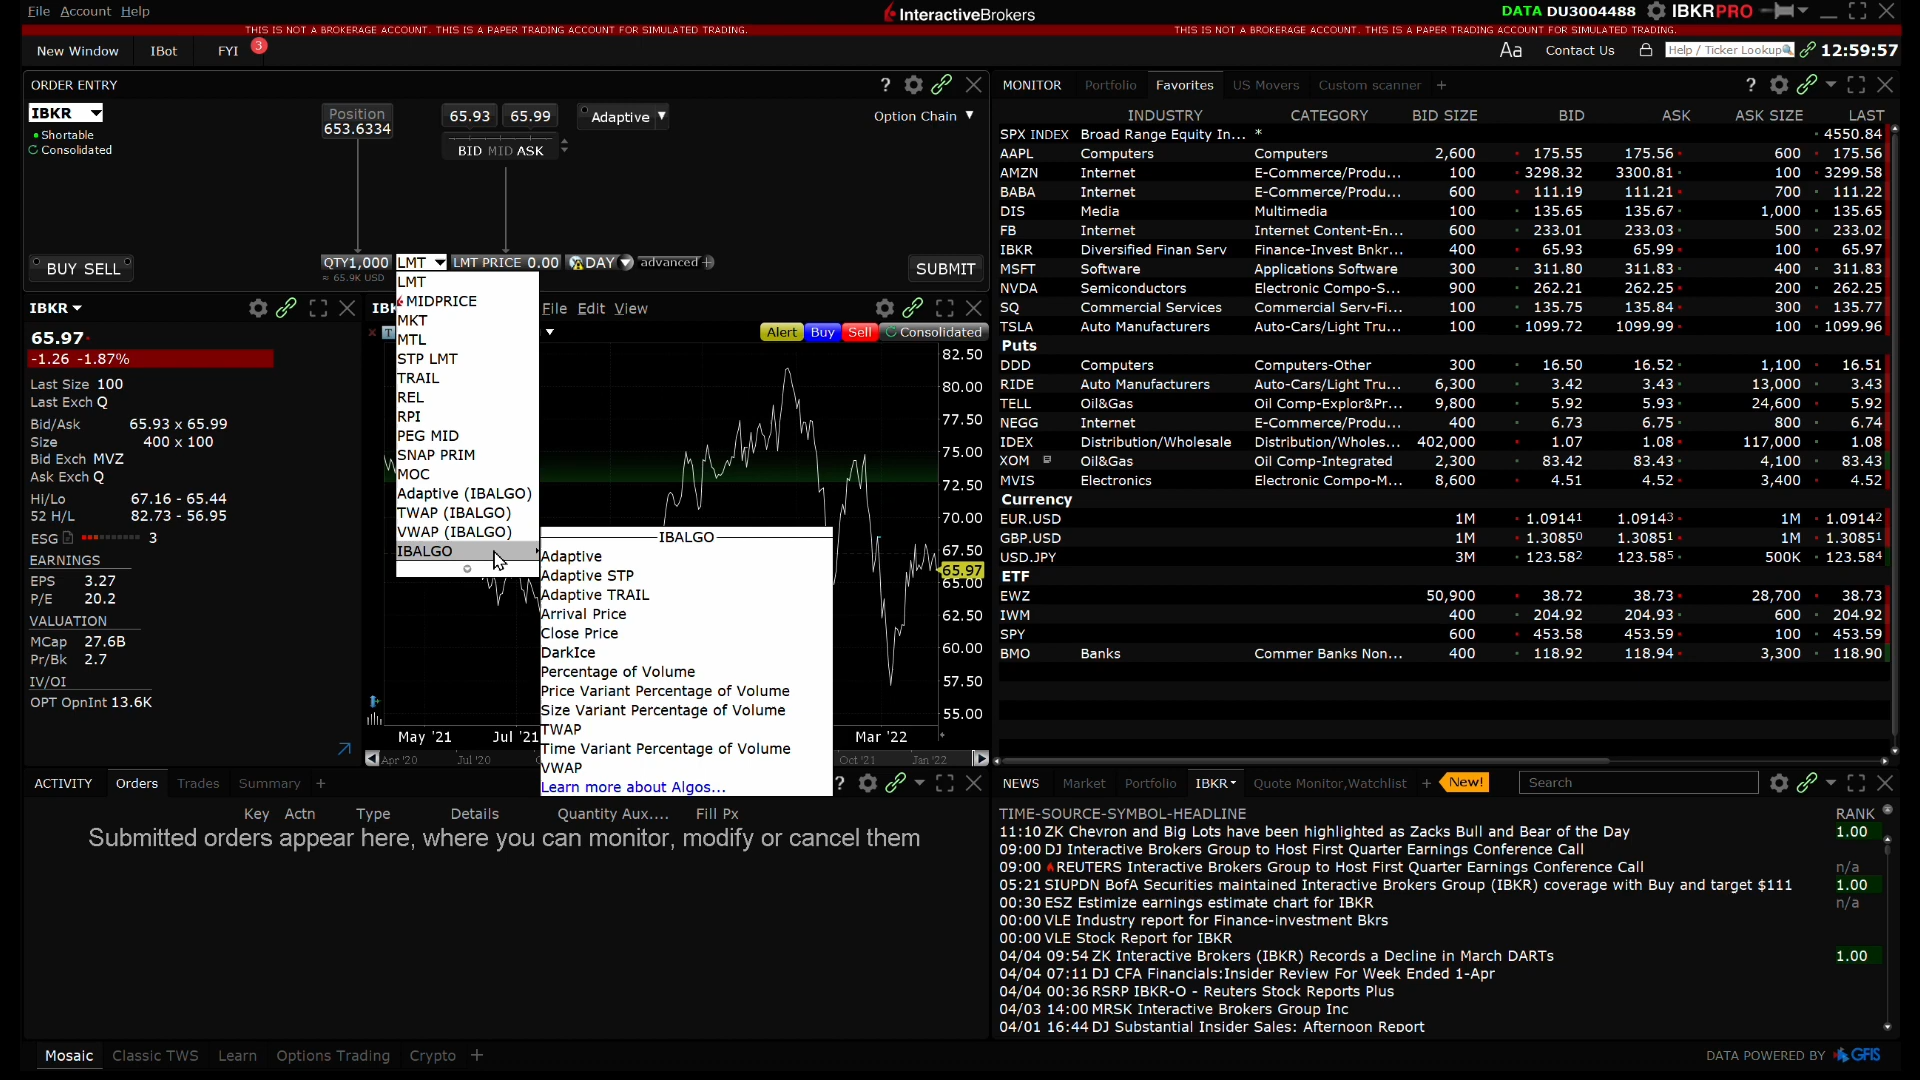 File Account Help
InteractiveBrokers
DATA DU3004488 IBKRPRO
THIS IS NOT A BROKERAGE ACCOUNT. THIS IS A PAPER TRADING ACCOUNT FOR SIMULATED TRADING.
THIS IS NOT A BROKERAGE ACCOUNT. THIS IS A PAPER TRADING ACCOUNT FOR SIMULATED TRADING.
New Window IBot FYI 3
Aa Contact Us Help / Ticker Lookup 12:59:57
ORDER ENTRY ?
IBKR
Shortable
Consolidated
Position
653.6334
65.93 65.99 Adaptive
BID MID ASK
Option Chain
BUY SELL
QTY 1,000 LMT LMT PRICE 0.00 DAY advanced +
≈ 65.9K USD
SUBMIT
LMT
MIDPRICE
MKT
MTL
STP LMT
TRAIL
REL
RPI
PEG MID
SNAP PRIM
MOC
Adaptive (IBALGO)
TWAP (IBALGO)
VWAP (IBALGO)
IBALGO
IBALGO
Adaptive
Adaptive STP
Adaptive TRAIL
Arrival Price
Close Price
DarkIce
Percentage of Volume
Price Variant Percentage of Volume
Size Variant Percentage of Volume
TWAP
Time Variant Percentage of Volume
VWAP
Learn more about Algos...
IBKR
65.97
-1.26 -1.87%
Last Size 100
Last Exch Q
Bid/Ask 65.93 x 65.99
Size 400 x 100
Bid Exch MVZ
Ask Exch Q
HI/Lo 67.16 - 65.44
52 H/L 82.73 - 56.95
ESG 3
EARNINGS
EPS 3.27
P/E 20.2
VALUATION
MCap 27.6B
Pr/Bk 2.7
IV/OI
OPT OpnInt 13.6K
IBK File Edit View
Alert Buy Sell Consolidated
82.50
80.00
77.50
75.00
72.50
70.00
67.50
65.97
65.00
62.50
60.00
57.50
55.00
May '21 Jul '21 Mar '22
Apr '20 Jul '20 Oct '21 Jan '22
MONITOR Portfolio Favorites US Movers Custom scanner + ?
INDUSTRY CATEGORY BID SIZE BID ASK ASK SIZE LAST
SPX INDEX Broad Range Equity In... * 4550.84
AAPL Computers Computers 2,600 175.55 175.56 600 175.56
AMZN Internet E-Commerce/Produ... 100 3298.32 3300.81 100 3299.58
BABA Internet E-Commerce/Produ... 600 111.19 111.21 700 111.22
DIS Media Multimedia 100 135.65 135.67 1,000 135.65
FB Internet Internet Content-En... 600 233.01 233.03 500 233.02
IBKR Diversified Finan Serv Finance-Invest Bnkr... 400 65.93 65.99 100 65.97
MSFT Software Applications Software 300 311.80 311.83 400 311.83
NVDA Semiconductors Electronic Compo-S... 900 262.21 262.25 200 262.25
SQ Commercial Services Commercial Serv-Fi... 100 135.75 135.84 300 135.77
TSLA Auto Manufacturers Auto-Cars/Light Tru... 100 1099.72 1099.99 100 1099.96
Puts
DDD Computers Computers-Other 300 16.50 16.52 1,100 16.51
RIDE Auto Manufacturers Auto-Cars/Light Tru... 6,300 3.42 3.43 13,000 3.43
TELL Oil&Gas Oil Comp-Explor&Pr... 9,800 5.92 5.93 24,600 5.92
NEGG Internet E-Commerce/Produ... 400 6.73 6.75 800 6.74
IDEX Distribution/Wholesale Distribution/Wholes... 402,000 1.07 1.08 117,000 1.08
XOM Oil&Gas Oil Comp-Integrated 2,300 83.42 83.43 4,100 83.43
MVIS Electronics Electronic Compo-M... 8,600 4.51 4.52 3,400 4.52
Currency
EUR.USD 1M 1.09141 1.09143 1M 1.09142
GBP.USD 1M 1.30850 1.30851 1M 1.30851
USD.JPY 3M 123.582 123.585 500K 123.584
ETF
EWZ 50,900 38.72 38.73 28,700 38.73
IWM 400 204.92 204.93 600 204.92
SPY 600 453.58 453.59 100 453.59
BMO Banks Commer Banks Non... 400 118.92 118.94 3,300 118.90
ACTIVITY Orders Trades Summary + ?
Key Actn Type Details Quantity Aux.... Fill Px
Submitted orders appear here, where you can monitor, modify or cancel them
NEWS Market Portfolio IBKR Quote Monitor,Watchlist + New! Search
TIME-SOURCE-SYMBOL-HEADLINE RANK
11:10 ZK Chevron and Big Lots have been highlighted as Zacks Bull and Bear of the Day 1.00
09:00 DJ Interactive Brokers Group to Host First Quarter Earnings Conference Call
09:00 REUTERS Interactive Brokers Group to Host First Quarter Earnings Conference Call n/a
05:21 SIUPDN BofA Securities maintained Interactive Brokers Group (IBKR) coverage with Buy and target $111 1.00
00:30 ESZ Estimize earnings estimate chart for IBKR n/a
00:00 VLE Industry report for Finance-investment Bkrs
00:00 VLE Stock Report for IBKR
04/04 09:54 ZK Interactive Brokers (IBKR) Records a Decline in March DARTs 1.00
04/04 07:11 DJ CFA Financials:Insider Review For Week Ended 1-Apr
04/04 00:36 RSRP IBKR-O - Reuters Stock Reports Plus
04/03 14:00 MRSK Interactive Brokers Group Inc
04/01 16:44 DJ Substantial Insider Sales: Afternoon Report
Mosaic Classic TWS Learn Options Trading Crypto +
DATA POWERED BY GFIS